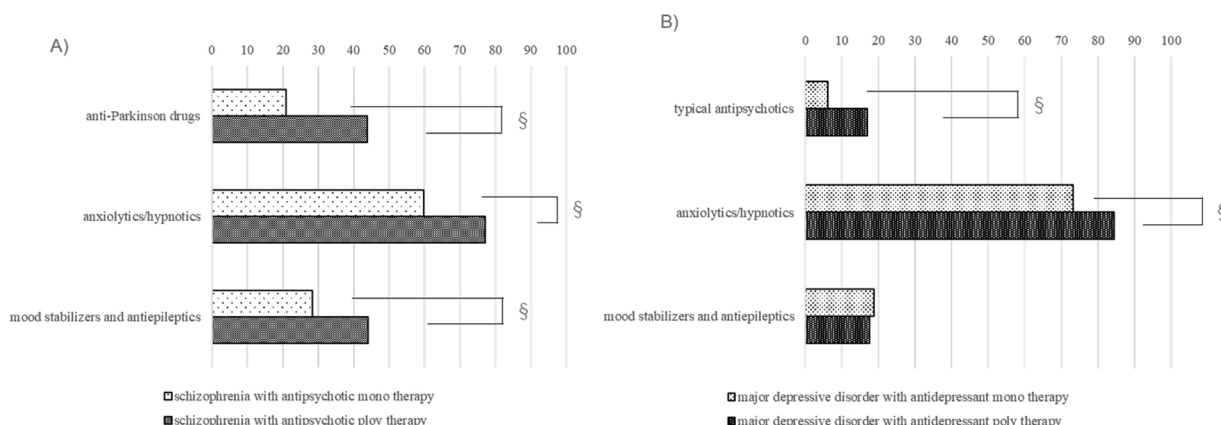 A)
0 10 20 30 40 50 60 70 80 90 100
anti-Parkinson drugs
§
anxiolytics/hypnotics
§
mood stabilizers and antiepileptics
§
schizophrenia with antipsychotic mono therapy
schizophrenia with antipsychotic ploy therapy
B)
0 10 20 30 40 50 60 70 80 90 100
typical antipsychotics
§
anxiolytics/hypnotics
§
mood stabilizers and antiepileptics
major depressive disorder with antidepressant mono therapy
major depressive disorder with antidepressant poly therapy